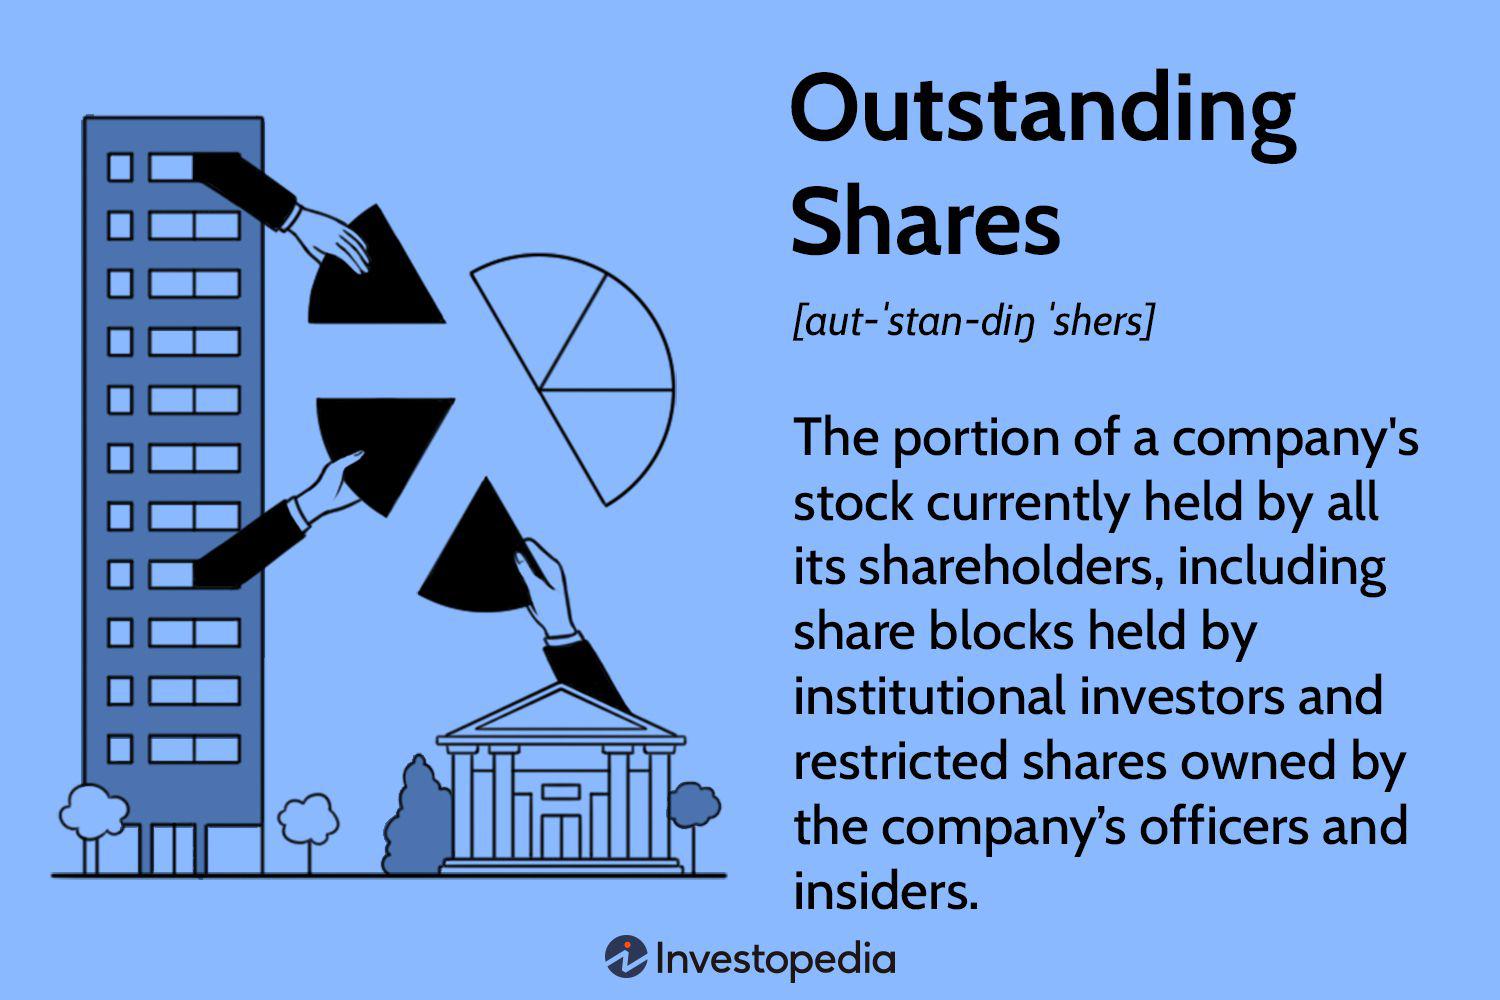 Outstanding
Shares
[aut-ˈstan-diŋ ˈshers]
The portion of a company's
stock currently held by all
its shareholders, including
share blocks held by
institutional investors and
restricted shares owned by
the company’s officers and
insiders.
Investopedia